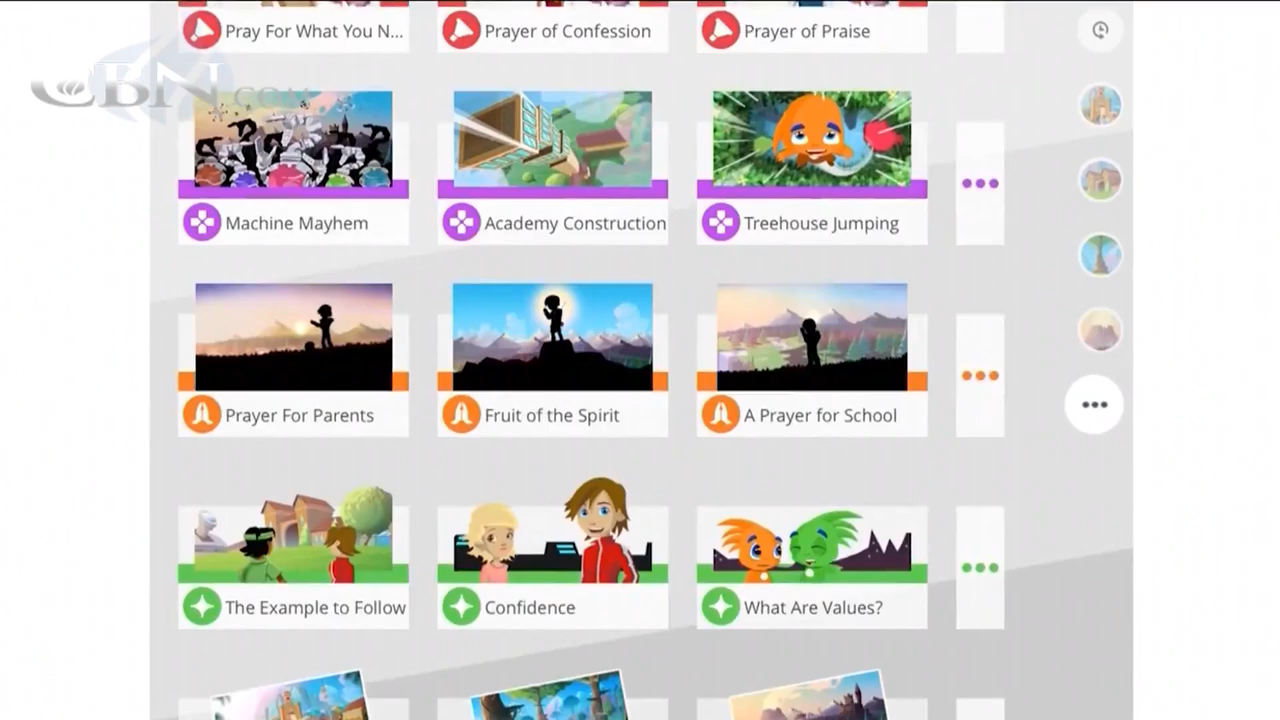 Pray For What You N...
Prayer of Confession
Prayer of Praise
CBN.COM
Machine Mayhem
Academy Construction
Treehouse Jumping
Prayer For Parents
Fruit of the Spirit
A Prayer for School
The Example to Follow
Confidence
What Are Values?